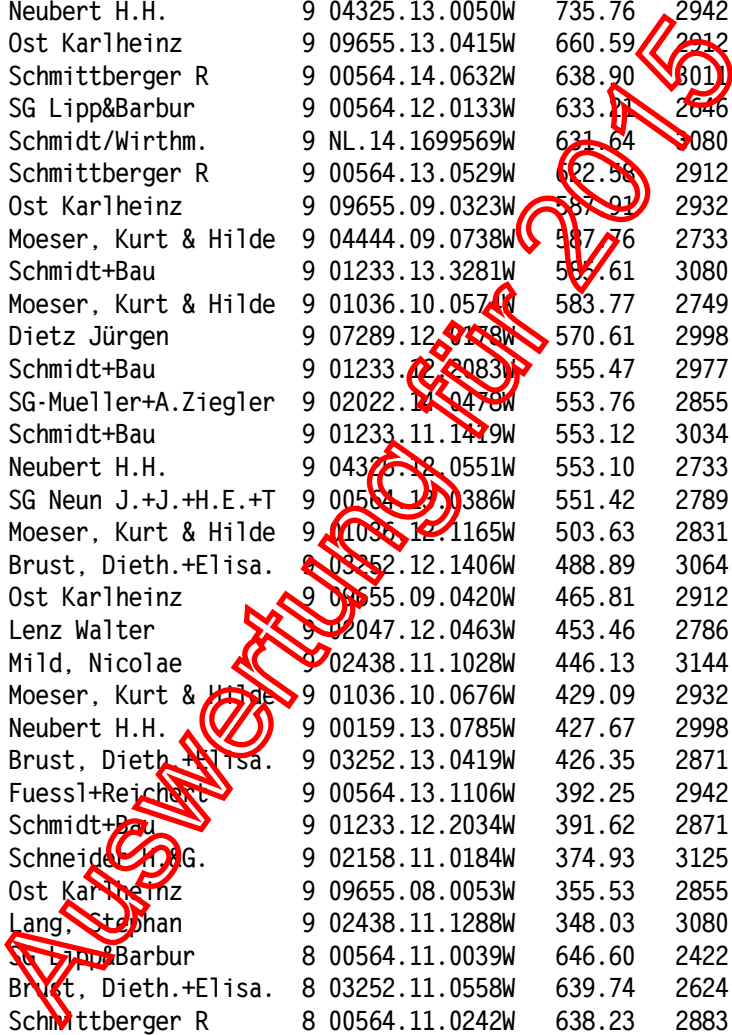 Neubert H.H. 9 04325.13.0050W 735.76 2942
Ost Karlheinz 9 09655.13.0415W 660.59 2912
Schmittberger R 9 00564.14.0632W 638.90 3011
SG Lipp&Barbur 9 00564.12.0133W 633.21 2646
Schmidt/Wirthm. 9 NL.14.1699569W 631.64 3080
Schmittberger R 9 00564.13.0529W 622.58 2912
Ost Karlheinz 9 09655.09.0323W 587.91 2932
Moeser, Kurt & Hilde 9 04444.09.0738W 587.76 2733
Schmidt+Bau 9 01233.13.3281W 585.61 3080
Moeser, Kurt & Hilde 9 01036.10.0574W 583.77 2749
Dietz Jürgen 9 07289.12.0178W 570.61 2998
Schmidt+Bau 9 01233.12.2083W 555.47 2977
SG-Mueller+A.Ziegler 9 02022.14.0478W 553.76 2855
Schmidt+Bau 9 01233.11.1419W 553.12 3034
Neubert H.H. 9 04325.12.0551W 553.10 2733
SG Neun J.+J.+H.E.+T 9 00564.13.0386W 551.42 2789
Moeser, Kurt & Hilde 9 01036.12.1165W 503.63 2831
Brust, Dieth.+Elisa. 9 03252.12.1406W 488.89 3064
Ost Karlheinz 9 09655.09.0420W 465.81 2912
Lenz Walter 9 02047.12.0463W 453.46 2786
Mild, Nicolae 9 02438.11.1028W 446.13 3144
Moeser, Kurt & Hilde 9 01036.10.0676W 429.09 2932
Neubert H.H. 9 00159.13.0785W 427.67 2998
Brust, Dieth.+Elisa. 9 03252.13.0419W 426.35 2871
Fuessl+Reichert 9 00564.13.1106W 392.25 2942
Schmidt+Bau 9 01233.12.2034W 391.62 2871
Schneider H.&G. 9 02158.11.0184W 374.93 3125
Ost Karlheinz 9 09655.08.0053W 355.53 2855
Lang, Stephan 9 02438.11.1288W 348.03 3080
SG Lipp&Barbur 8 00564.11.0039W 646.60 2422
Brust, Dieth.+Elisa. 8 03252.11.0558W 639.74 2624
Schmittberger R 8 00564.11.0242W 638.23 2883
Auswertung für 2015